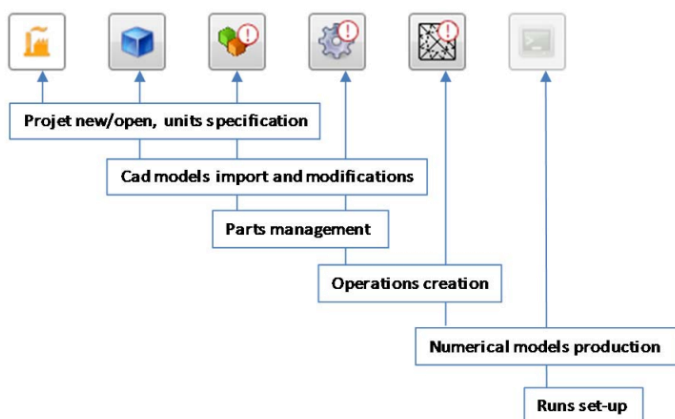 Projet new/open, units specification
Cad models import and modifications
Parts management
Operations creation
Numerical models production
Runs set-up